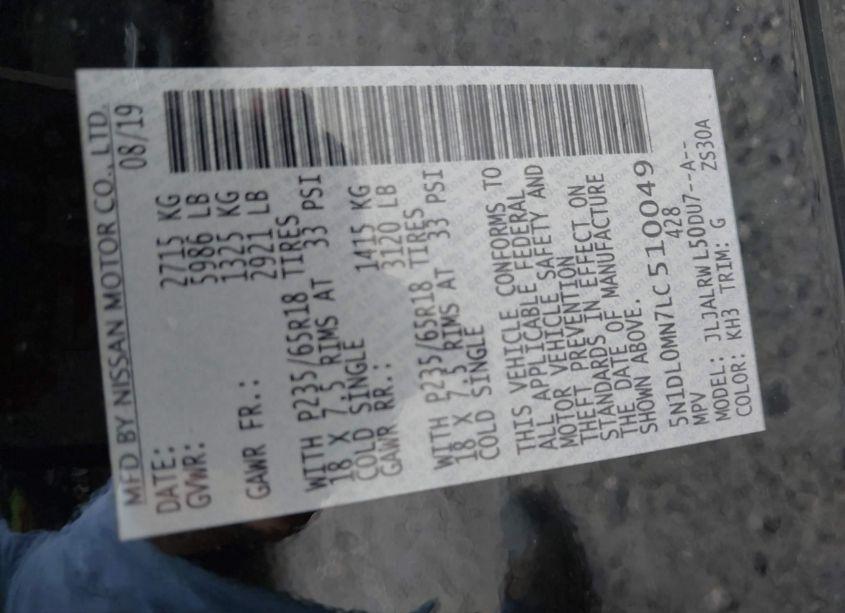 MFD BY NISSAN MOTOR CO., LTD.
DATE: 08/19
GVWR: 2715 KG
5986 LB
1325 KG
GAWR FR.: 2921 LB
WITH P235/65R18 TIRES
18 X 7.5 RIMS AT 33 PSI
COLD SINGLE 1415 KG
GAWR RR.: 3120 LB
WITH P235/65R18 TIRES
18 X 7.5 RIMS AT 33 PSI
COLD SINGLE
THIS VEHICLE CONFORMS TO
ALL APPLICABLE FEDERAL
MOTOR VEHICLE SAFETY AND
THEFT PREVENTION
STANDARDS IN EFFECT ON
THE DATE OF MANUFACTURE
SHOWN ABOVE.
5N1DL0MN7LC510049
MPV 428
MODEL: JLJALRWL50DU7--A--
COLOR: KH3 TRIM: G ZS30A